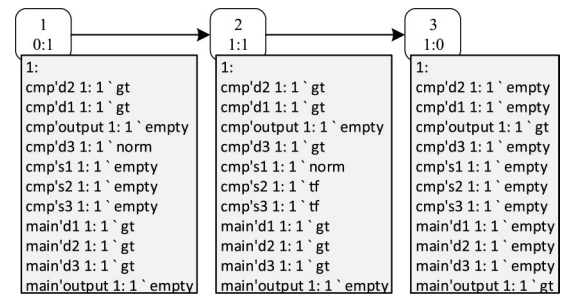 1
0:1
2
1:1
3
1:0
1:
cmp'd2 1: 1 ` gt
cmp'd1 1: 1 ` gt
cmp'output 1: 1 ` empty
cmp'd3 1: 1 ` norm
cmp's1 1: 1 ` empty
cmp's2 1: 1 ` empty
cmp's3 1: 1 ` empty
main'd1 1: 1 ` gt
main'd2 1: 1 ` gt
main'd3 1: 1 ` gt
main'output 1: 1 ` empty
1:
cmp'd2 1: 1 ` gt
cmp'd1 1: 1 ` gt
cmp'output 1: 1 ` empty
cmp'd3 1: 1 ` gt
cmp's1 1: 1 ` norm
cmp's2 1: 1 ` tf
cmp's3 1: 1 ` tf
main'd1 1: 1 ` gt
main'd2 1: 1 ` gt
main'd3 1: 1 ` gt
main'output 1: 1 ` empty
1:
cmp'd2 1: 1 ` empty
cmp'd1 1: 1 ` empty
cmp'output 1: 1 ` gt
cmp'd3 1: 1 ` empty
cmp's1 1: 1 ` empty
cmp's2 1: 1 ` empty
cmp's3 1: 1 ` empty
main'd1 1: 1 ` empty
main'd2 1: 1 ` empty
main'd3 1: 1 ` empty
main'output 1: 1 ` gt